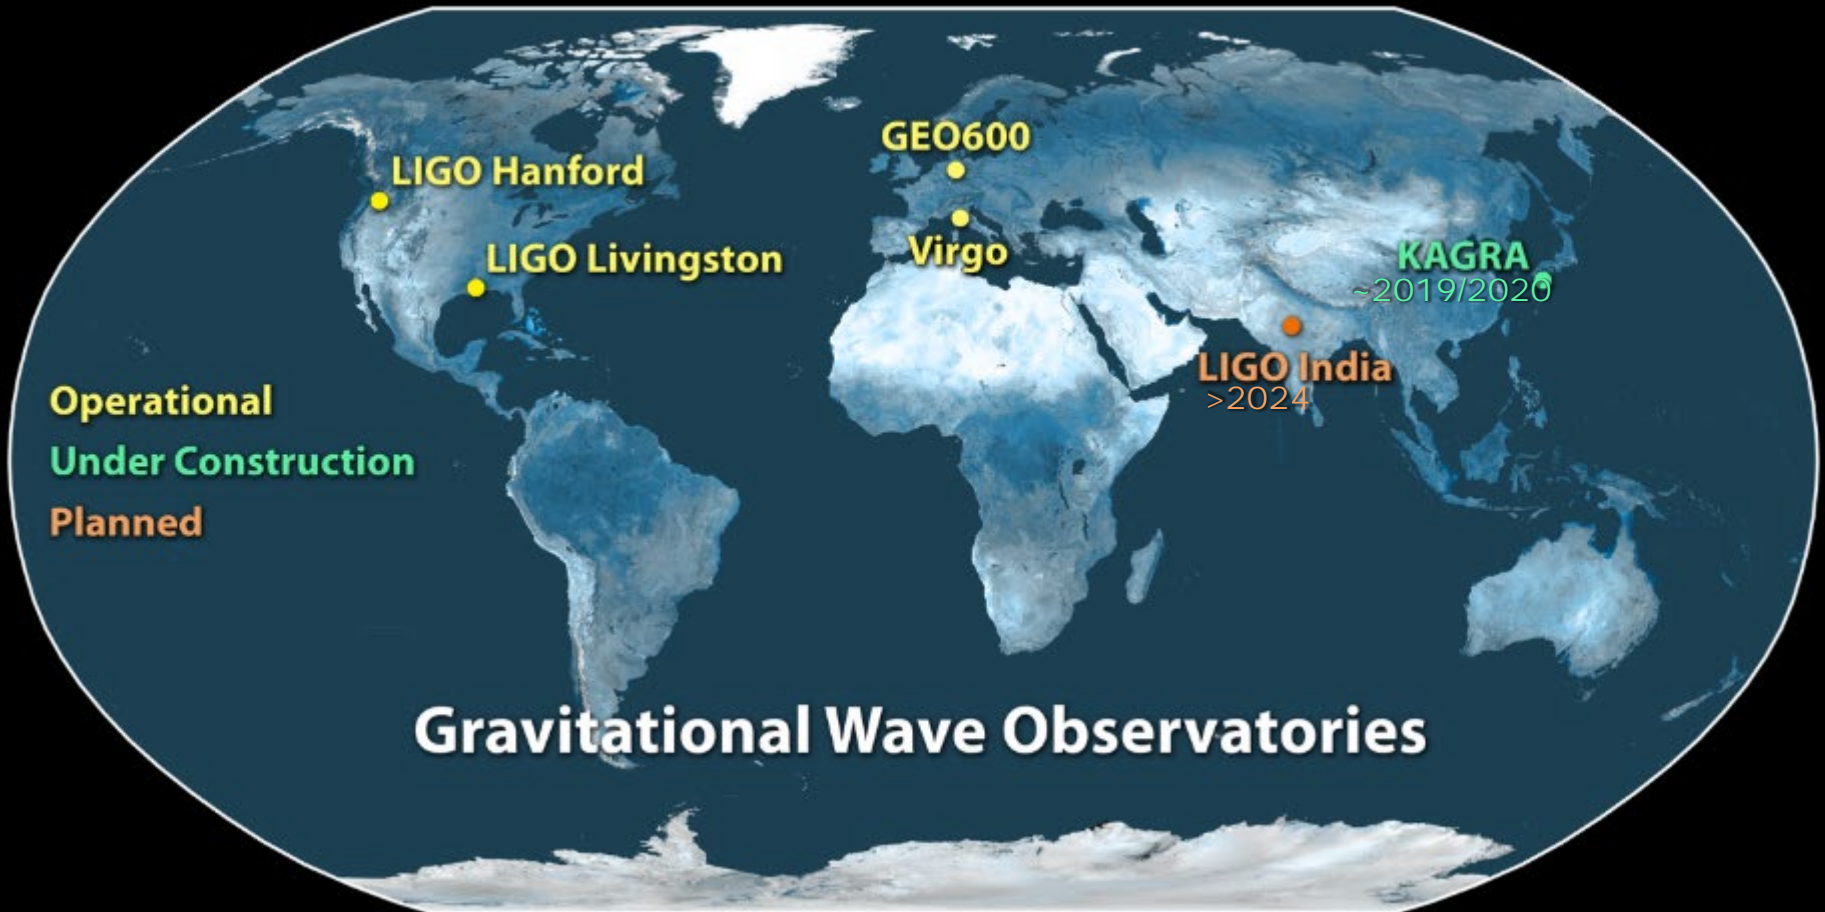 GEO600
LIGO Hanford
LIGO Livingston
Virgo
KAGRA
~2019/2020
LIGO India
>2024
Operational
Under Construction
Planned
Gravitational Wave Observatories